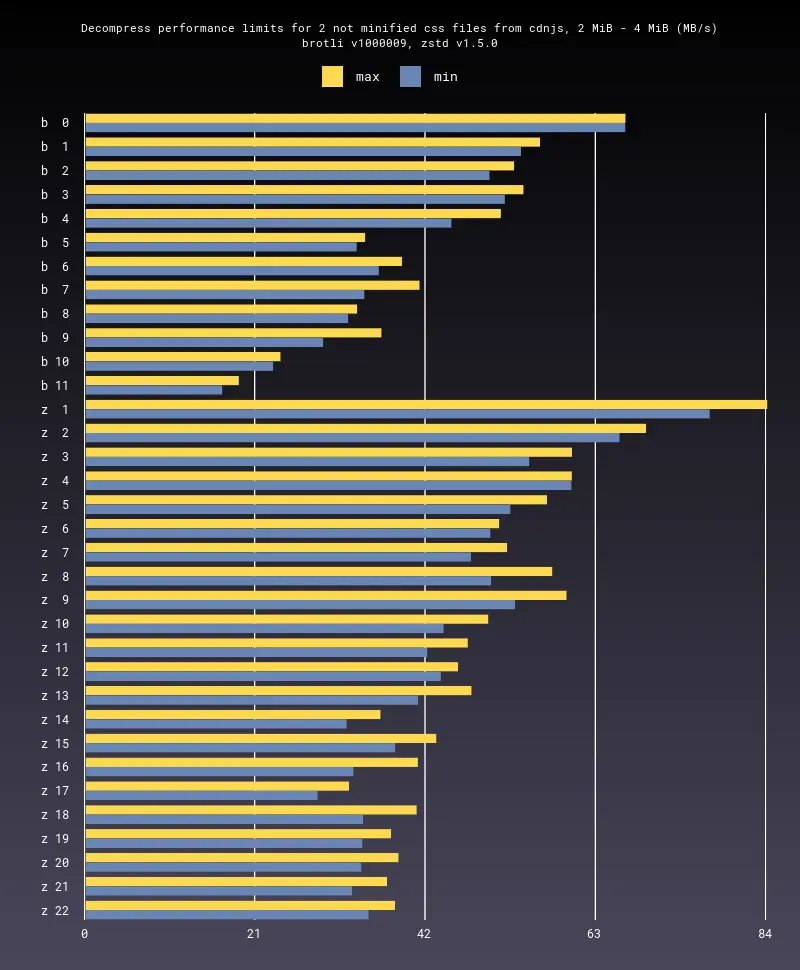 Decompress performance limits for 2 not minified css files from cdnjs, 2 MiB - 4 MiB (MB/s)
brotli v1000009, zstd v1.5.0
max min
b 0
b 1
b 2
b 3
b 4
b 5
b 6
b 7
b 8
b 9
b 10
b 11
z 1
z 2
z 3
z 4
z 5
z 6
z 7
z 8
z 9
z 10
z 11
z 12
z 13
z 14
z 15
z 16
z 17
z 18
z 19
z 20
z 21
z 22
0 21 42 63 84